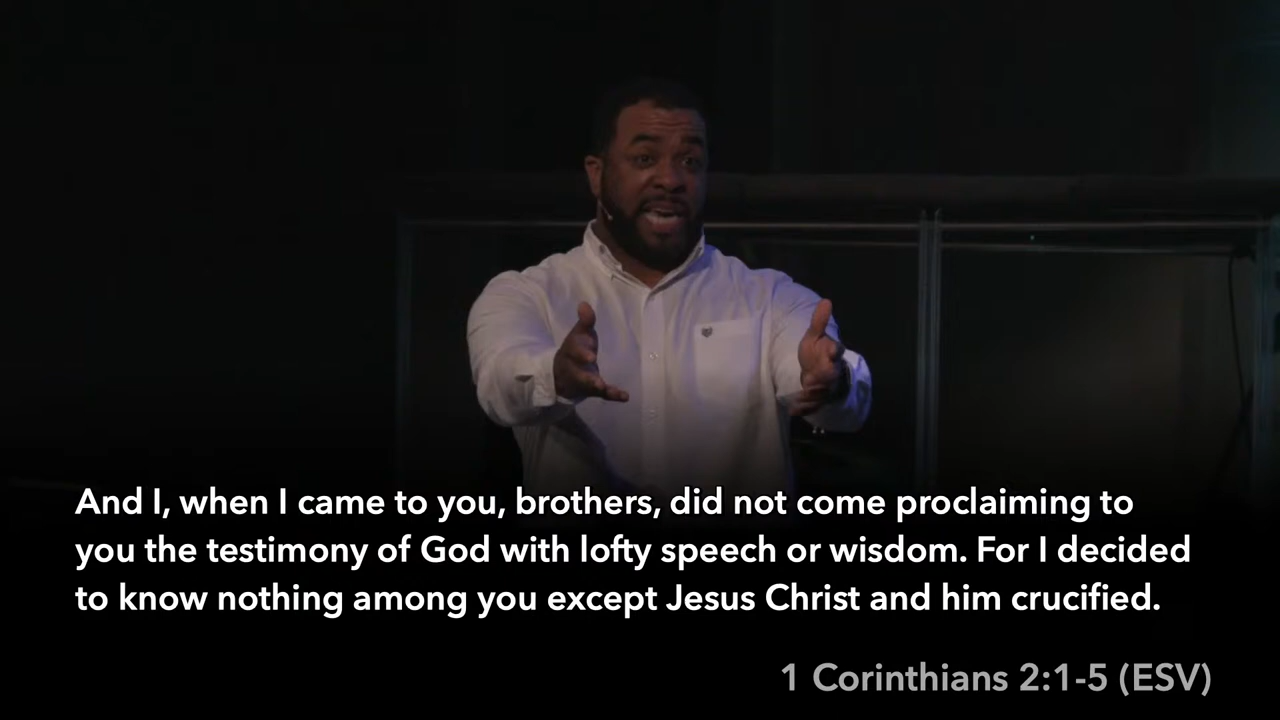 And I, when I came to you, brothers, did not come proclaiming to
you the testimony of God with lofty speech or wisdom. For I decided
to know nothing among you except Jesus Christ and him crucified.
1 Corinthians 2:1-5 (ESV)